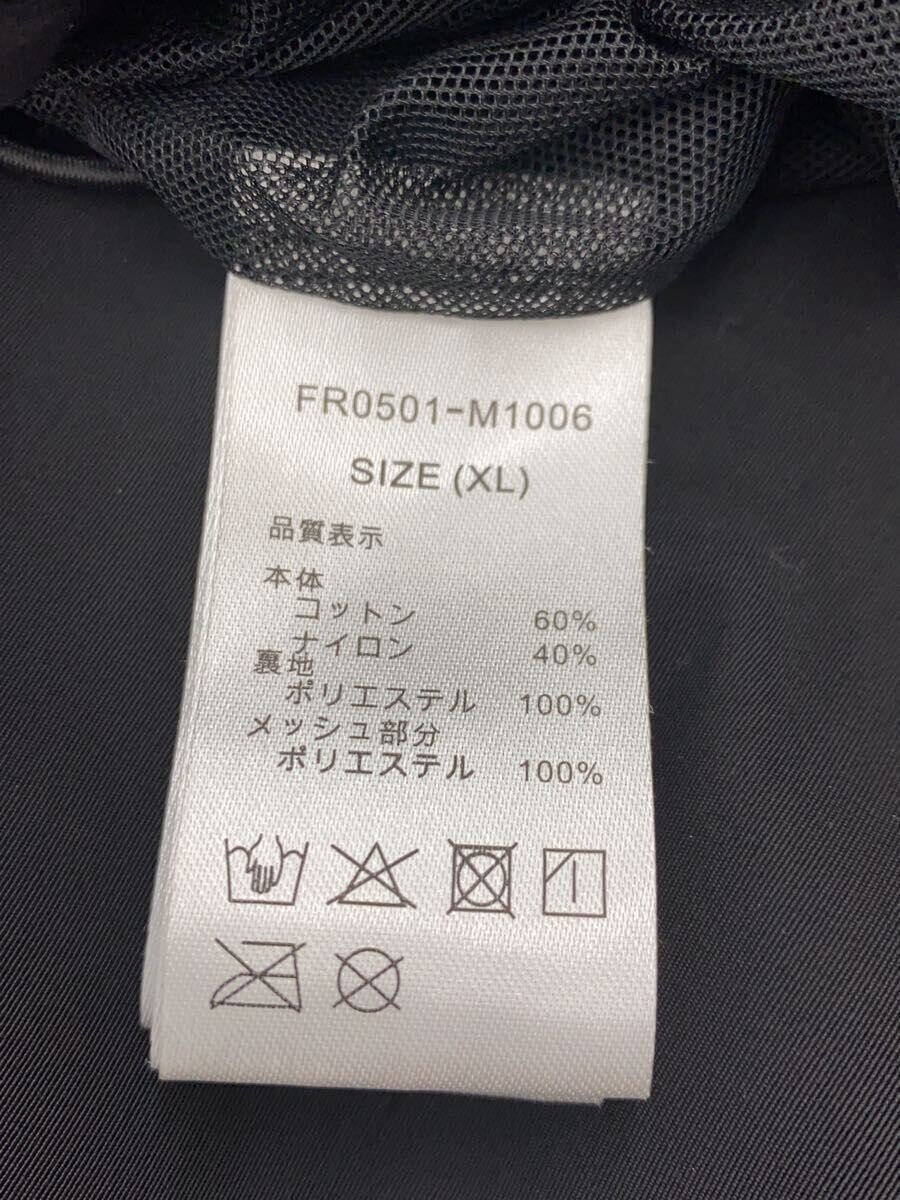 FR0501-M1006
SIZE (XL)
品質表示
本体
コットン 60%
ナイロン 40%
裏地
ポリエステル 100%
メッシュ部分
ポリエステル 100%